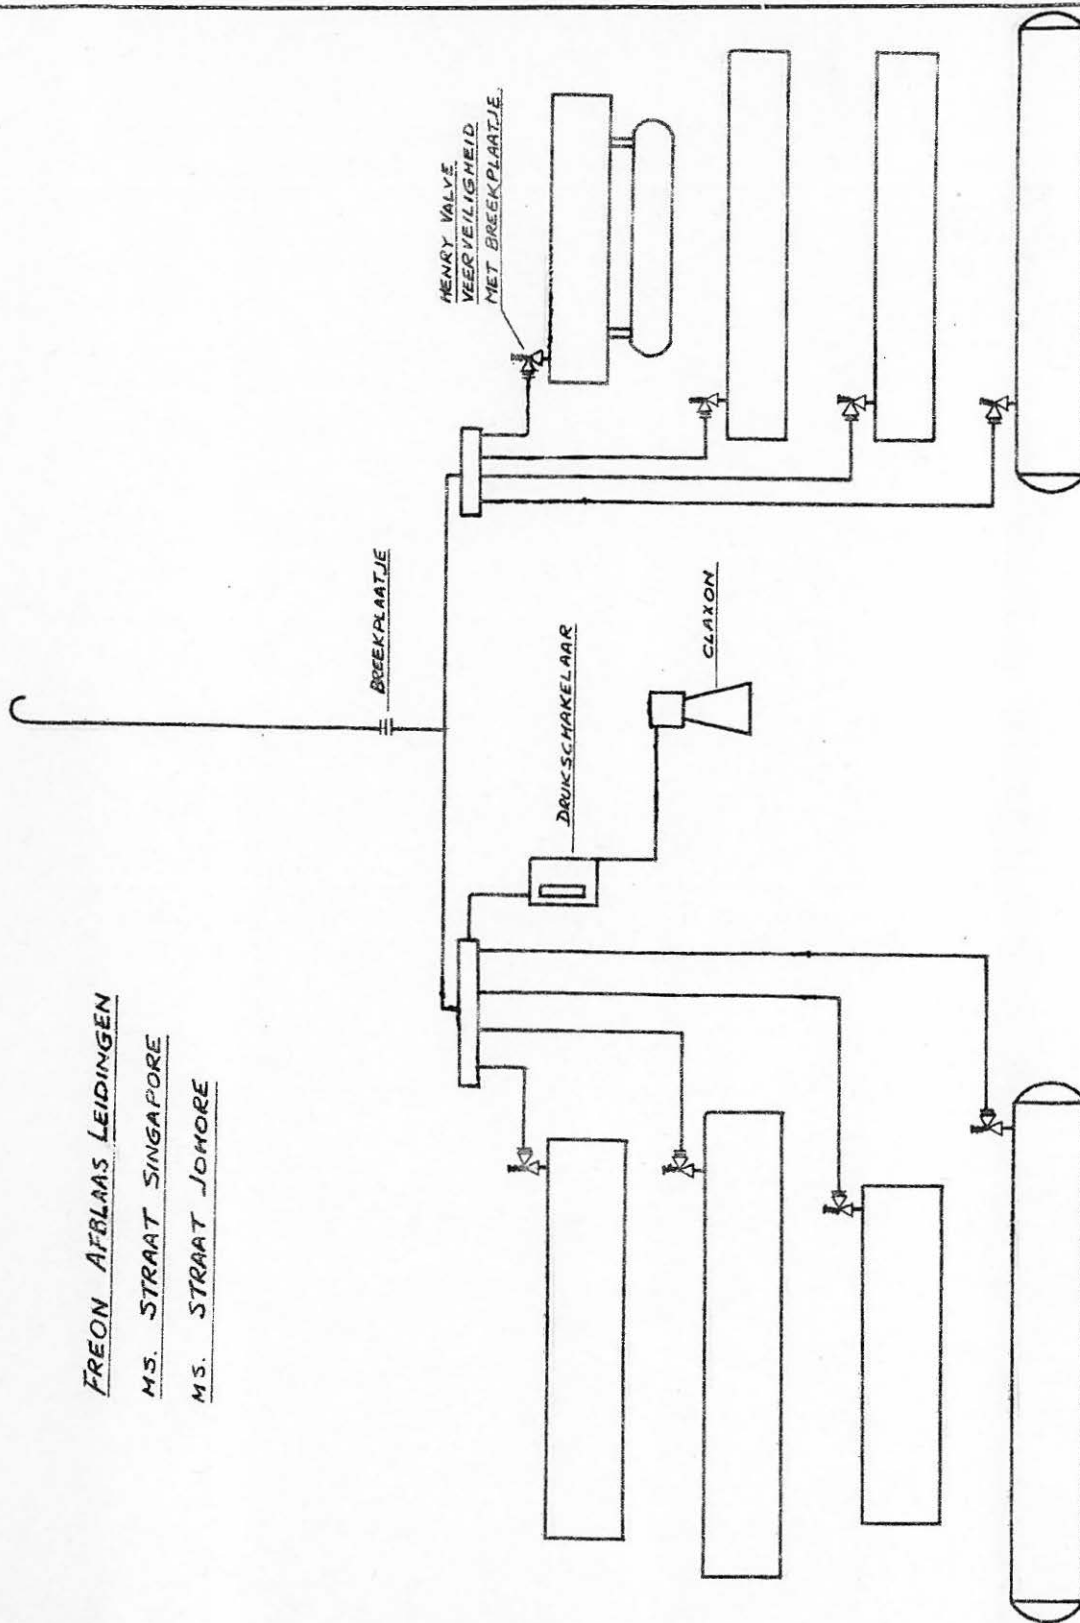 FREON AFBLAAS LEIDINGEN
MS. STRAAT SINGAPORE
MS. STRAAT JOHORE
BREEKPLAATJE
HENRY VALVE
VEERVEILIGHEID
MET BREEKPLAATJE
DRUKSCHAKELAAR
CLAXON